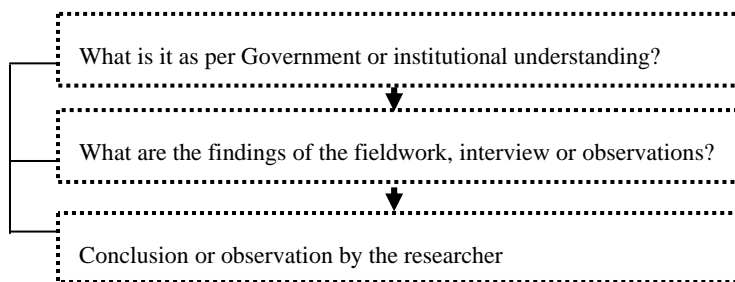 What is it as per Government or institutional understanding?
What are the findings of the fieldwork, interview or observations?
Conclusion or observation by the researcher